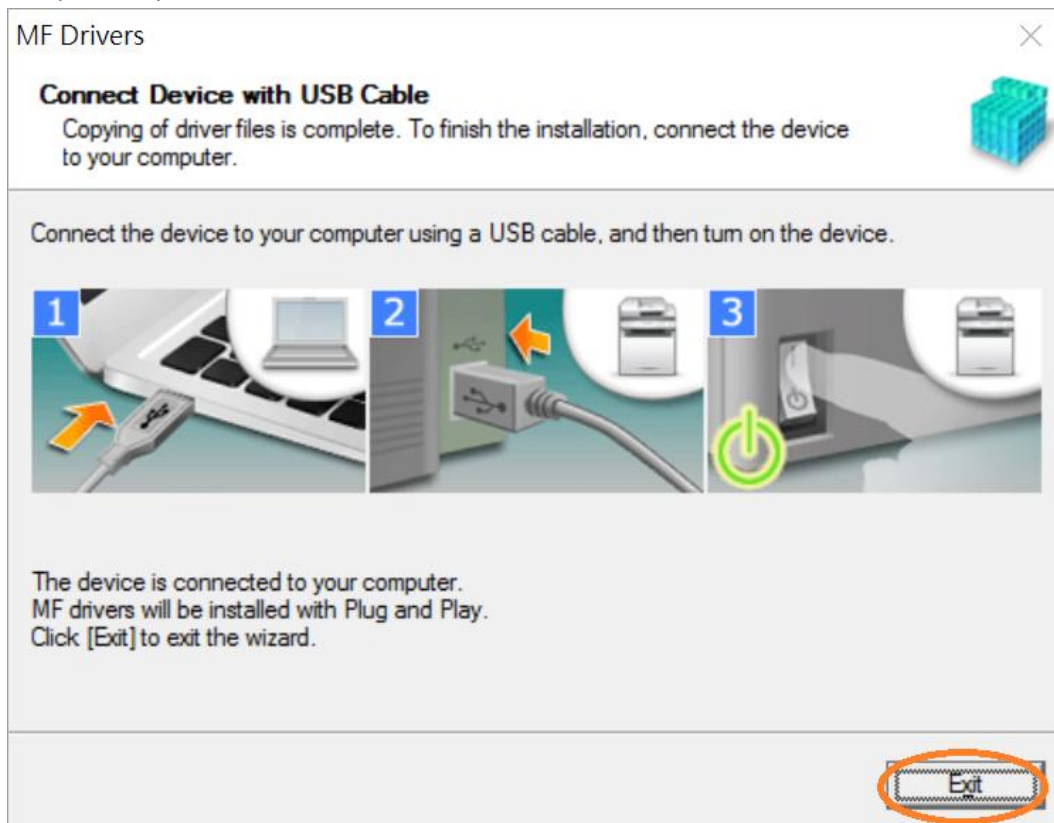 MF Drivers
Connect Device with USB Cable
Copying of driver files is complete. To finish the installation, connect the device
to your computer.
Connect the device to your computer using a USB cable, and then turn on the device.
1 2 3
The device is connected to your computer.
MF drivers will be installed with Plug and Play.
Click [Exit] to exit the wizard.
Exit